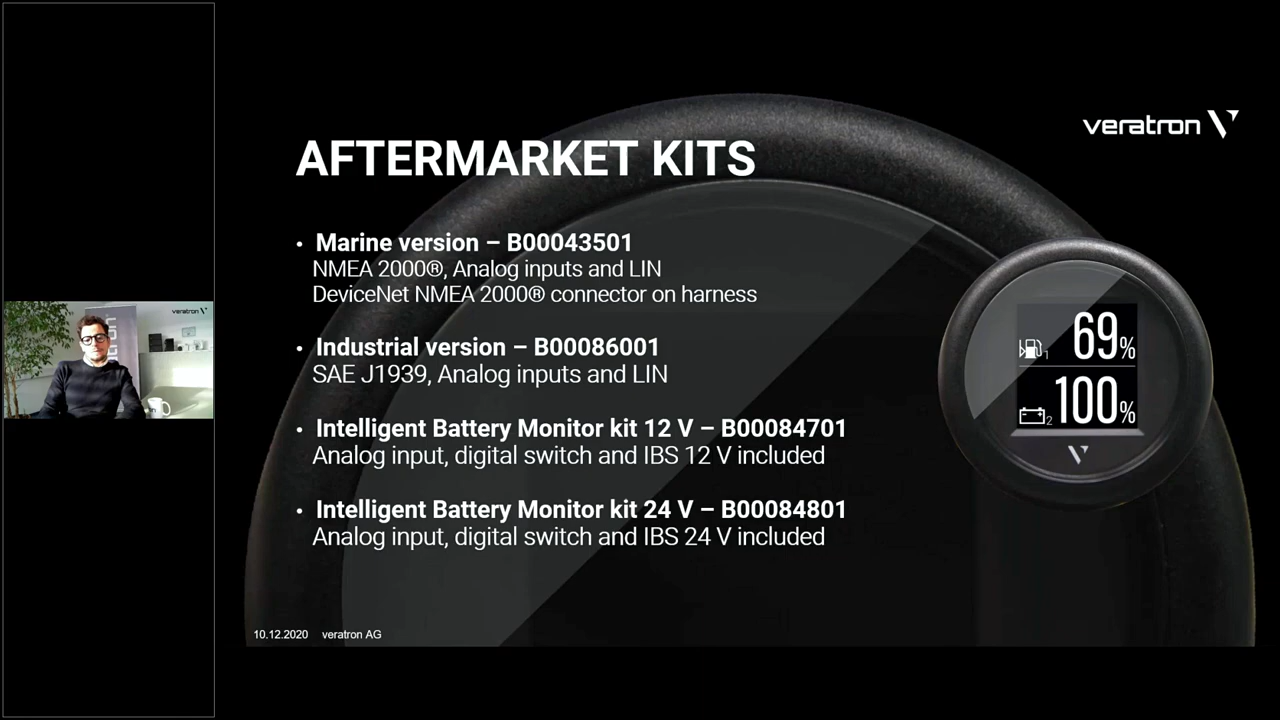 veratron
AFTERMARKET KITS
• Marine version – B00043501
NMEA 2000®, Analog inputs and LIN
DeviceNet NMEA 2000® connector on harness
• Industrial version – B00086001
SAE J1939, Analog inputs and LIN
• Intelligent Battery Monitor kit 12 V – B00084701
Analog input, digital switch and IBS 12 V included
• Intelligent Battery Monitor kit 24 V – B00084801
Analog input, digital switch and IBS 24 V included
1 69%
2 100%
10.12.2020 veratron AG
veratron